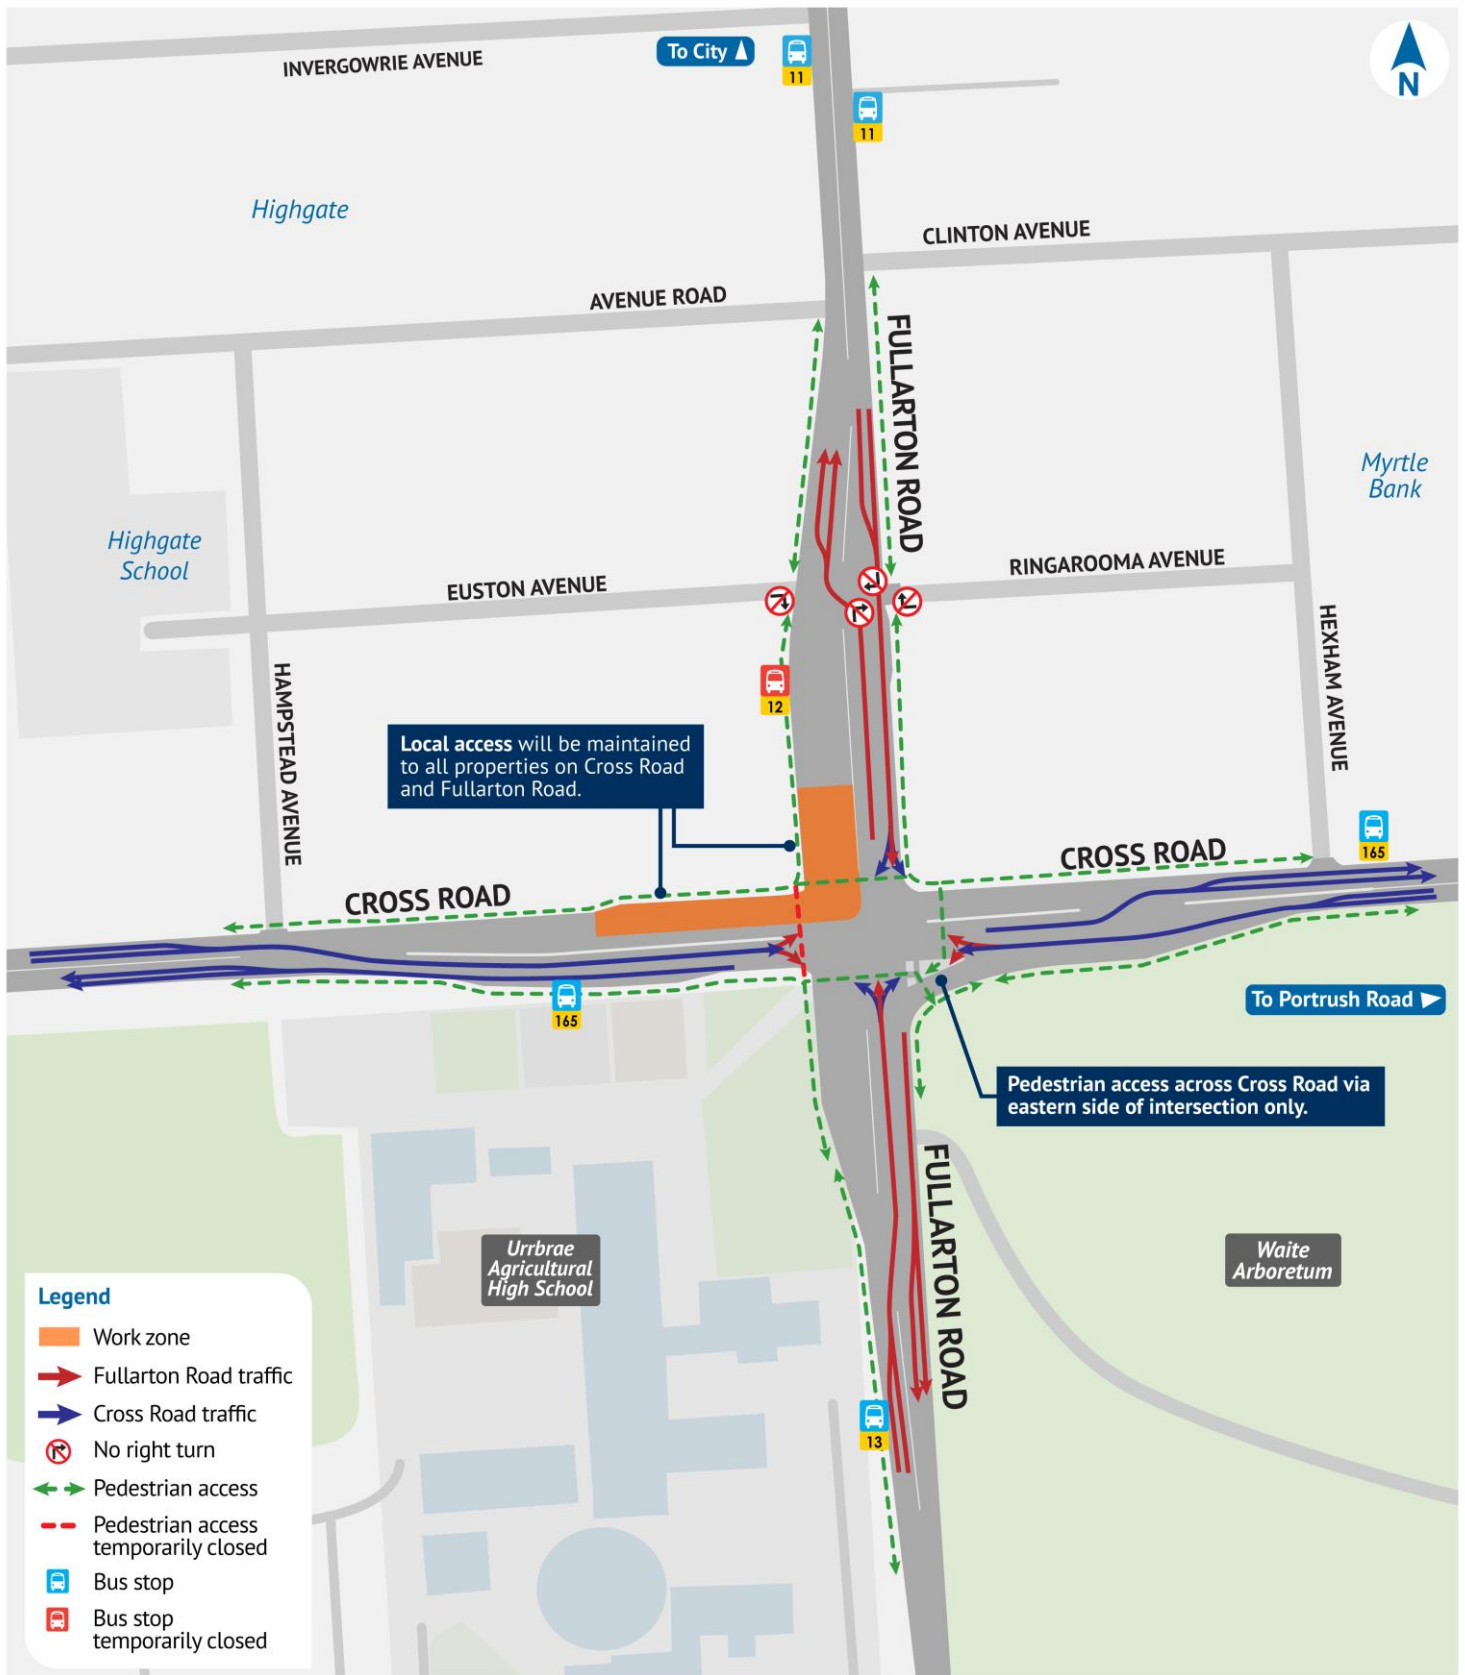 INVERGOWRIE AVENUE
To City
11
N
11
Highgate
CLINTON AVENUE
AVENUE ROAD
FULLARTON ROAD
Myrtle
Bank
Highgate
School
EUSTON AVENUE
RINGAROOMA AVENUE
HAMPSTEAD AVENUE
HEXHAM AVENUE
12
Local access will be maintained
to all properties on Cross Road
and Fullarton Road.
CROSS ROAD
165
CROSS ROAD
165
To Portrush Road
Pedestrian access across Cross Road via
eastern side of intersection only.
FULLARTON ROAD
Urrbrae
Agricultural
High School
Waite
Arboretum
13
Legend
Work zone
Fullarton Road traffic
Cross Road traffic
No right turn
Pedestrian access
Pedestrian access
temporarily closed
Bus stop
Bus stop
temporarily closed